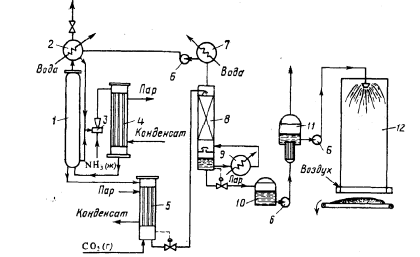 2
Вода
1
3
NH₃(ж)
Пар
4
Конденсат
Пар
Конденсат
5
CO₂(г)
6
7
Вода
8
9
Пар
10
6
11
6
Воздух
12